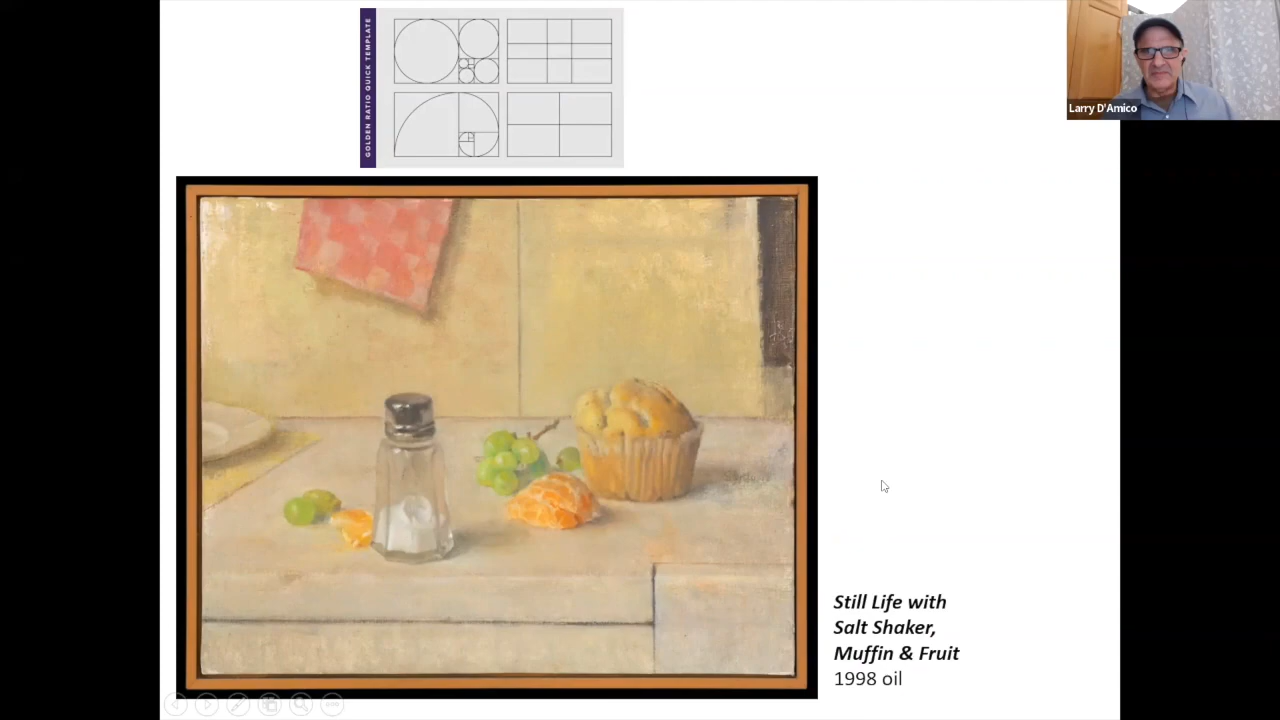 GOLDEN RATIO QUICK TEMPLATE
Larry D'Amico
Still Life with
Salt Shaker,
Muffin & Fruit
1998 oil